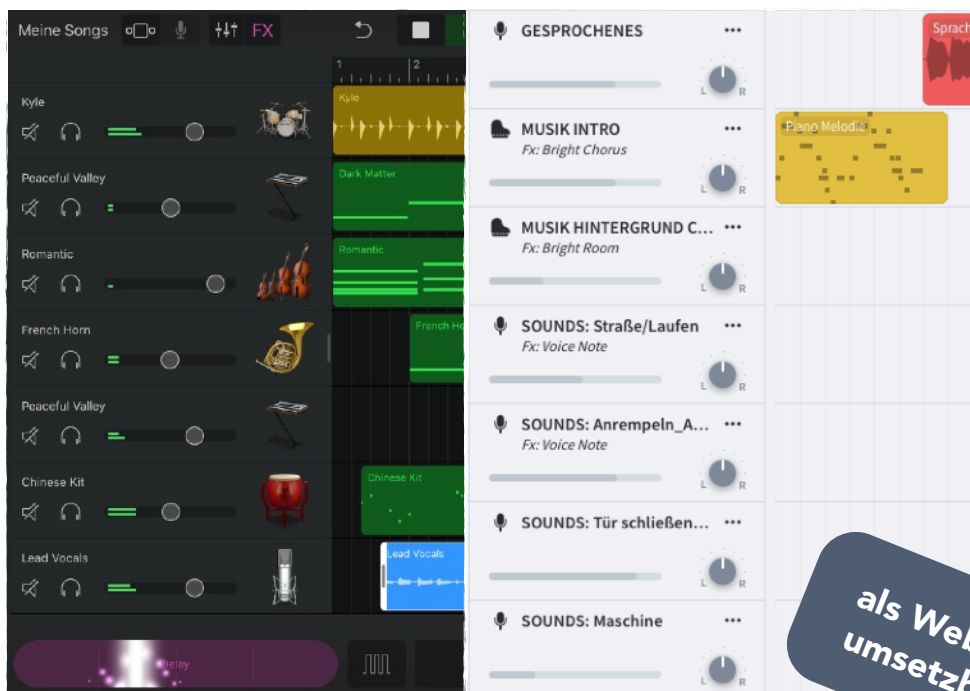 Meine Songs
FX
1
2
Kyle
Kyle
Peaceful Valley
Dark Matter
Romantic
Romantic
French Horn
French Ho
Peaceful Valley
Chinese Kit
Chinese Kit
Lead Vocals
Lead Vocals
Delay
GESPROCHENES
L R
Sprach
MUSIK INTRO
Fx: Bright Chorus
L R
Piano Melodie
MUSIK HINTERGRUND C...
Fx: Bright Room
L R
SOUNDS: Straße/Laufen
Fx: Voice Note
L R
SOUNDS: Anrempeln_A...
Fx: Voice Note
L R
SOUNDS: Tür schließen...
L R
SOUNDS: Maschine
L R
als Web
umsetzb